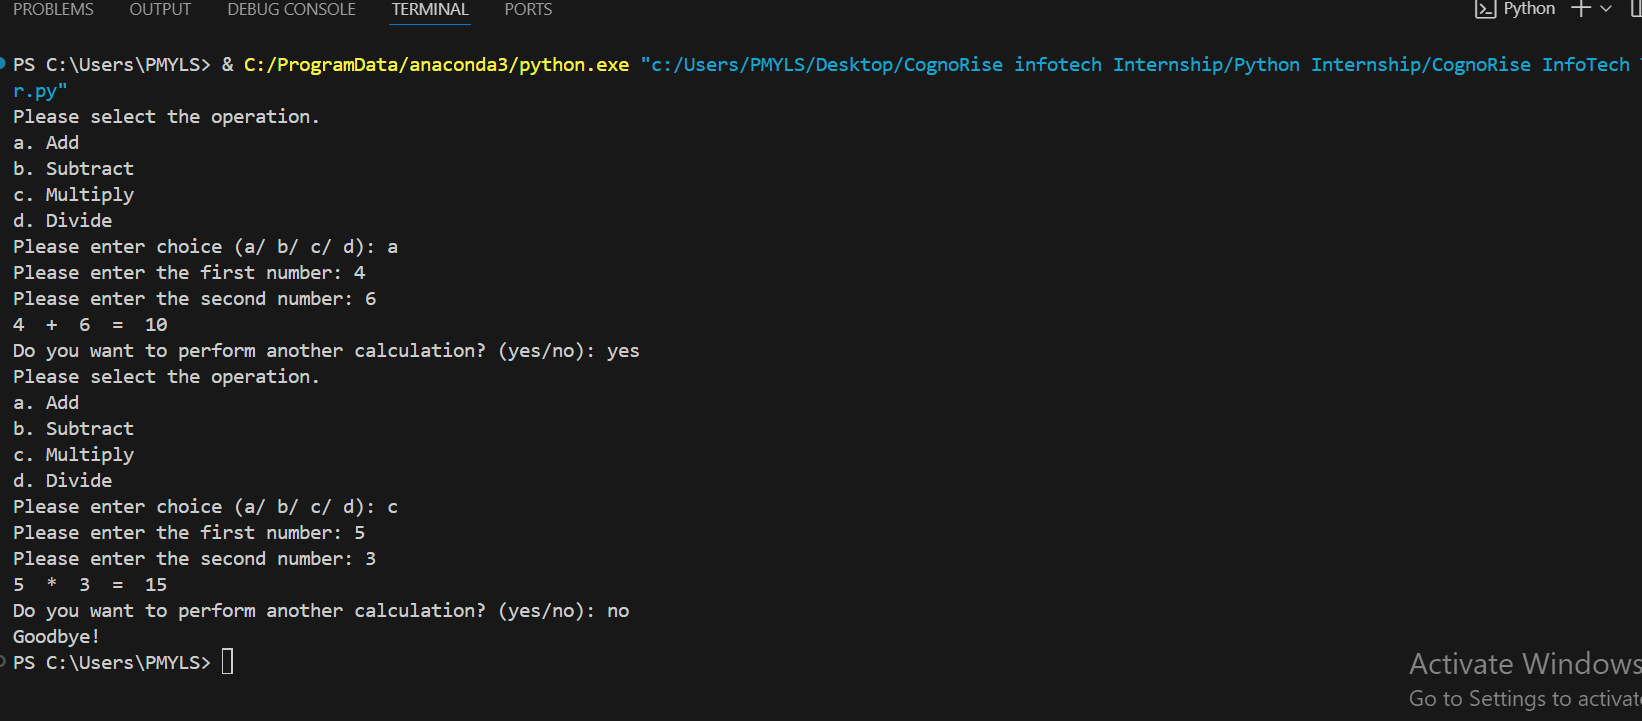 PROBLEMS OUTPUT DEBUG CONSOLE TERMINAL PORTS Python
PS C:\Users\PMYLS> & C:/ProgramData/anaconda3/python.exe "c:/Users/PMYLS/Desktop/CognoRise infotech Internship/Python Internship/CognoRise InfoTech
r.py"
Please select the operation.
a. Add
b. Subtract
c. Multiply
d. Divide
Please enter choice (a/ b/ c/ d): a
Please enter the first number: 4
Please enter the second number: 6
4  +  6  =  10
Do you want to perform another calculation? (yes/no): yes
Please select the operation.
a. Add
b. Subtract
c. Multiply
d. Divide
Please enter choice (a/ b/ c/ d): c
Please enter the first number: 5
Please enter the second number: 3
5  *  3  =  15
Do you want to perform another calculation? (yes/no): no
Goodbye!
PS C:\Users\PMYLS>
Activate Windows
Go to Settings to